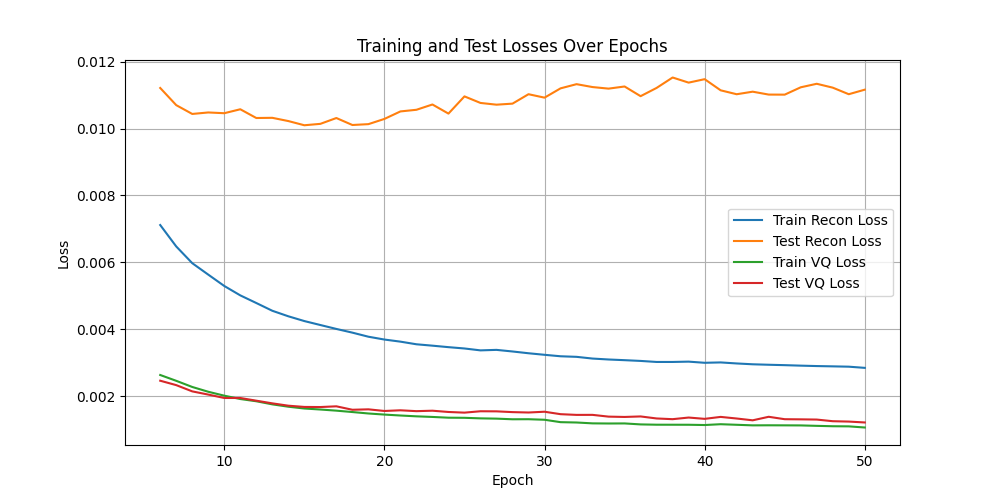 Training and Test Losses Over Epochs
Loss
0.012
0.010
0.008
0.006
0.004
0.002
Train Recon Loss
Test Recon Loss
Train VQ Loss
Test VQ Loss
10 20 30 40 50
Epoch